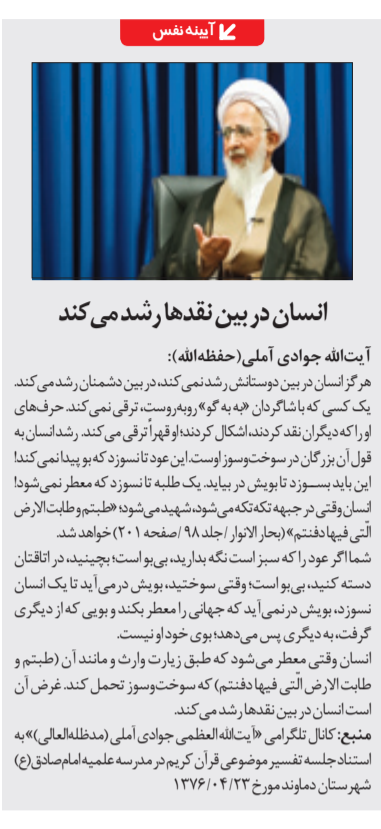 آیینه نفس
انسان در بین نقدها رشد می‌کند
آیت‌الله جوادی آملی (حفظه‌الله):
هرگز انسان در بین دوستانش رشد نمی‌کند، در بین دشمنان رشد می‌کند.
یک کسی که با شاگردان «به به گو» روبه‌روست، ترقی نمی‌کند. حرف‌های
او را که دیگران نقد کردند، اشکال کردند؛ او قهراً ترقی می‌کند. رشد انسان به
قول آن بزرگان در سوخت‌وسوز اوست. این عود تا نسوزد که بو پیدا نمی‌کند!
این باید بســوزد تا بویش در بیاید. یک طلبه تا نسوزد که معطر نمی‌شود!
انسان وقتی در جبهه تکه تکه می‌شود، شهید می‌شود؛ «طبتم و طابت الارض
الّتی فیها دفنتم» (بحار الانوار / جلد ۹۸ / صفحه ۲۰۱) خواهد شد.
شما اگر عود را که سبز است نگه بدارید، بی‌بو است؛ بچینید، در اتاقتان
دسته کنید، بی‌بو است؛ وقتی سوختید، بویش درمی‌آید تا یک انسان
نسوزد، بویش در نمی‌آید که جهانی را معطر بکند و بویی که از دیگری
گرفت، به دیگری پس می‌دهد؛ بوی خود او نیست.
انسان وقتی معطر می‌شود که طبق زیارت وارث و مانند آن (طبتم و
طابت الارض الّتی فیها دفنتم) که سوخت‌وسوز تحمل کند. غرض آن
است انسان در بین نقدها رشد می‌کند.
منبع: کانال تلگرامی «آیت‌الله العظمی جوادی آملی (مدظله‌العالی)» به
استناد جلسه تفسیر موضوعی قرآن کریم در مدرسه علمیه امام صادق(ع)
شهرستان دماوند مورخ ۱۳۷۶/۰۴/۲۳